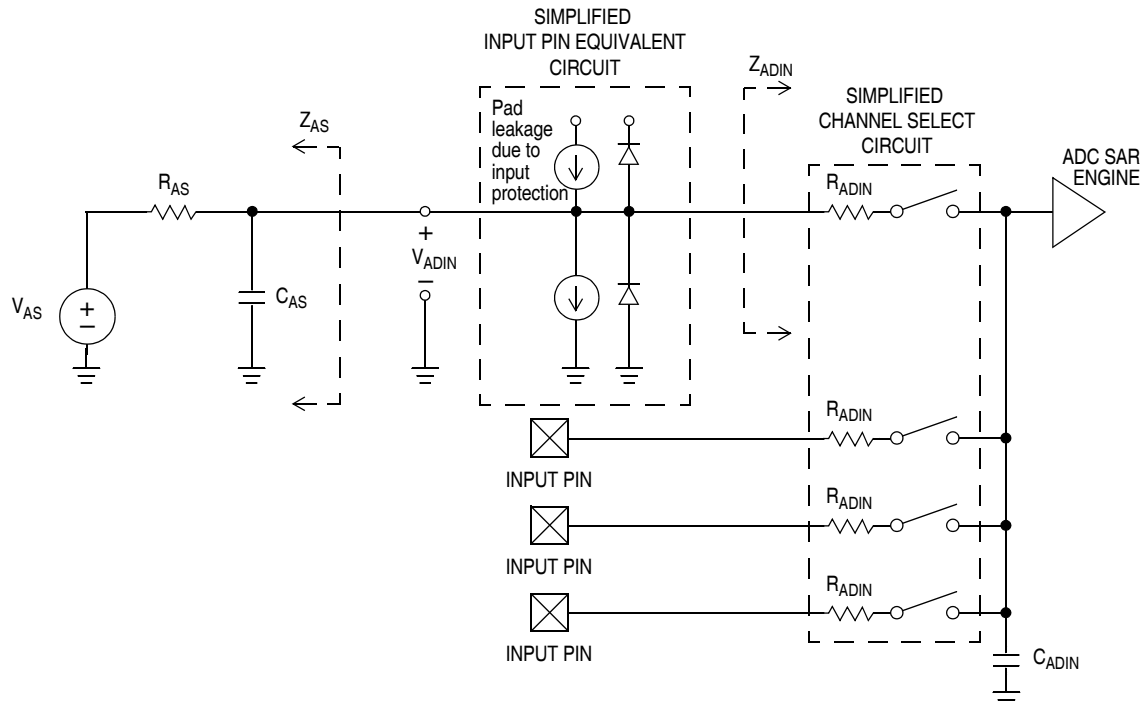 SIMPLIFIED
INPUT PIN EQUIVALENT
CIRCUIT
Z_ADIN
SIMPLIFIED
CHANNEL SELECT
CIRCUIT
ADC SAR
ENGINE
Pad
leakage
due to
input
protection
Z_AS
R_AS
R_ADIN
+
V_ADIN
–
C_AS
V_AS
+
–
R_ADIN
INPUT PIN
R_ADIN
INPUT PIN
R_ADIN
INPUT PIN
C_ADIN